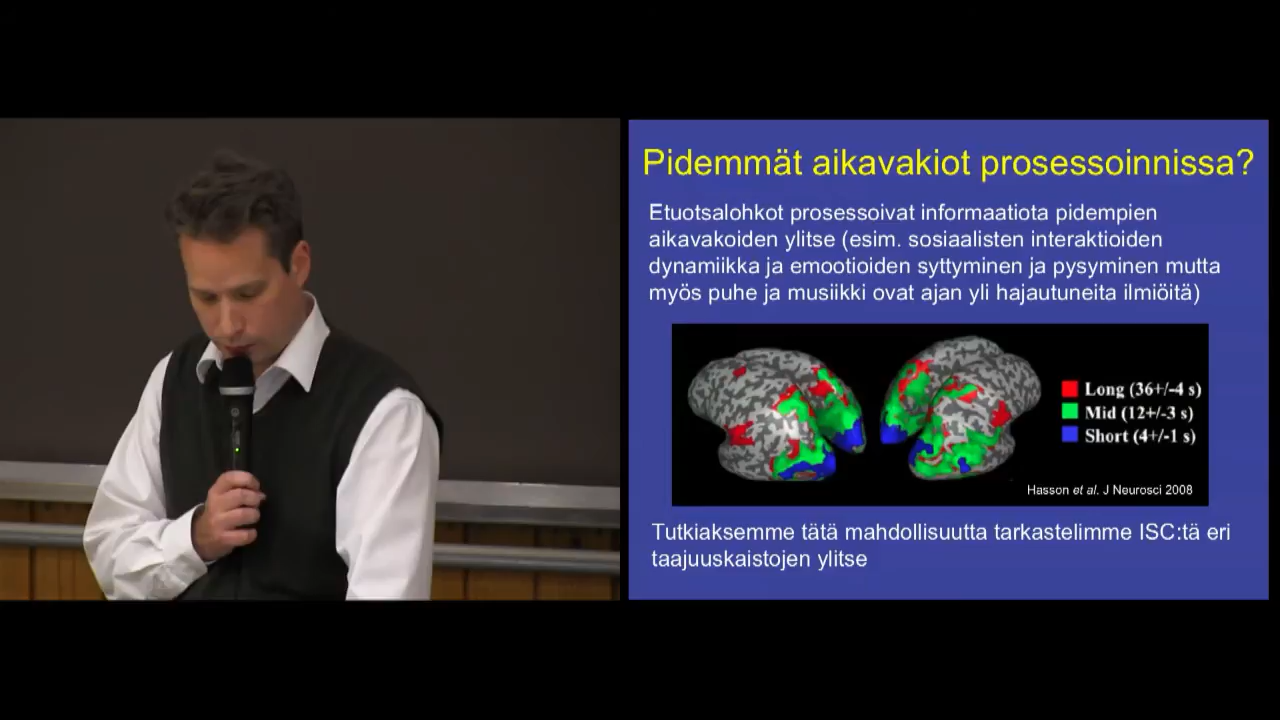 Pidemmät aikavakiot prosessoinnissa?
Etuotsalohkot prosessoivat informaatiota pidempien
aikavakoiden ylitse (esim. sosiaalisten interaktioiden
dynamiikka ja emootioiden syttyminen ja pysyminen mutta
myös puhe ja musiikki ovat ajan yli hajautuneita ilmiöitä)
Long (36+/-4 s)
Mid (12+/-3 s)
Short (4+/-1 s)
Hasson et al. J Neurosci 2008
Tutkiaksemme tätä mahdollisuutta tarkastelimme ISC:tä eri
taajuuskaistojen ylitse